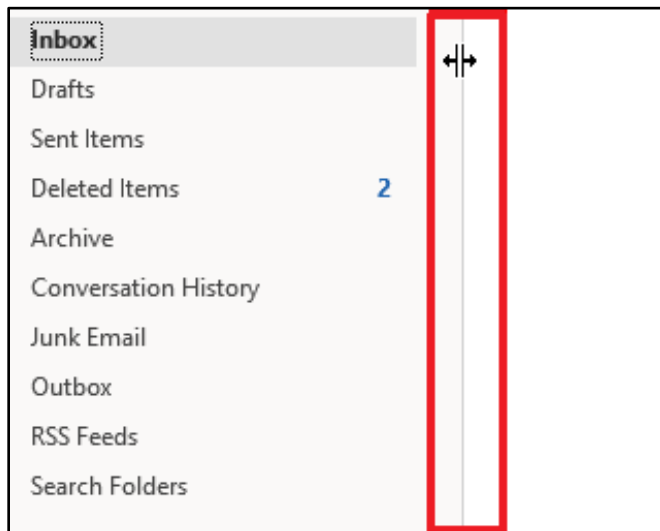 Inbox
Drafts
Sent Items
Deleted Items 2
Archive
Conversation History
Junk Email
Outbox
RSS Feeds
Search Folders